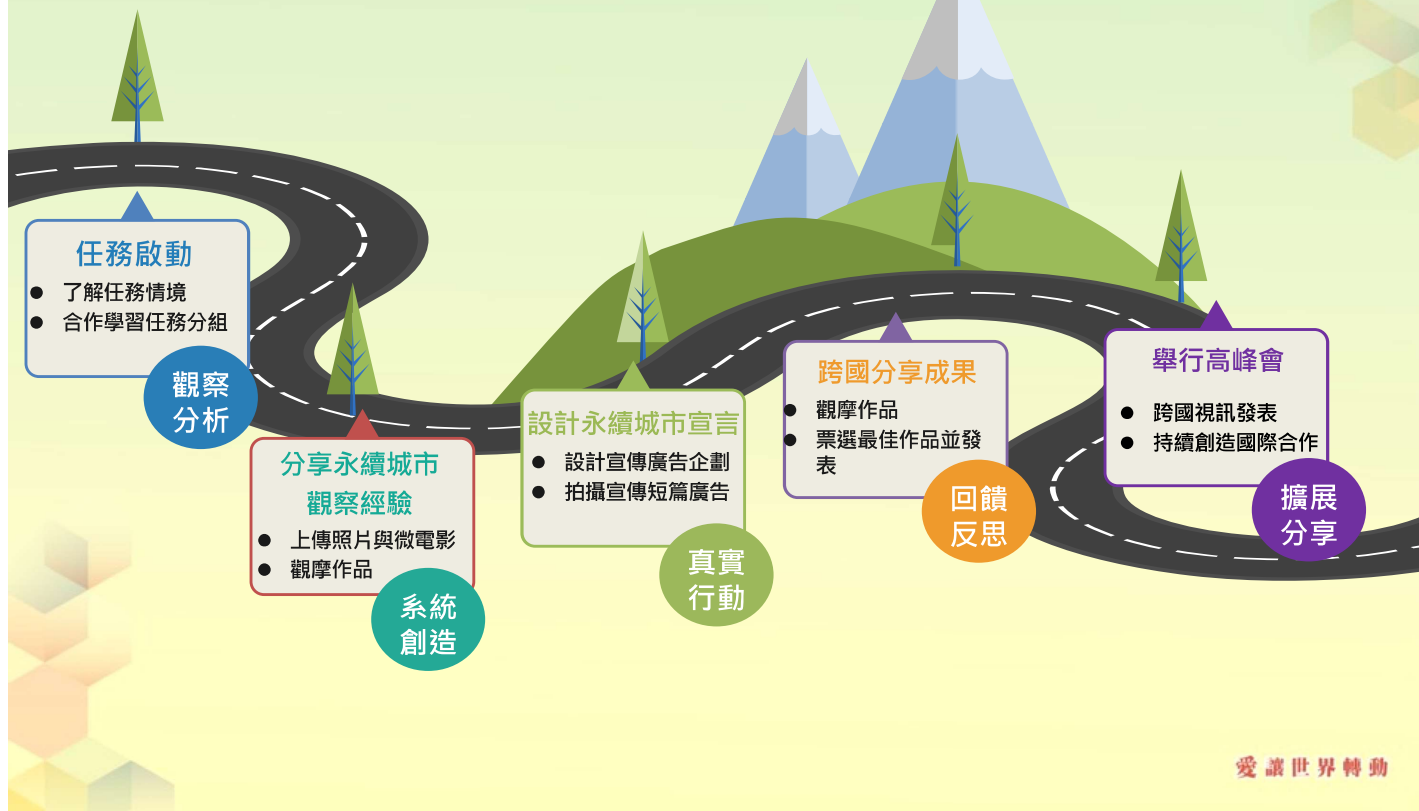 任務啟動
● 了解任務情境
● 合作學習任務分組
觀察
分析
分享永續城市
觀察經驗
● 上傳照片與微電影
● 觀摩作品
系統
創造
設計永續城市宣言
● 設計宣傳廣告企劃
● 拍攝宣傳短篇廣告
真實
行動
跨國分享成果
● 觀摩作品
● 票選最佳作品並發
表
回饋
反思
舉行高峰會
● 跨國視訊發表
● 持續創造國際合作
擴展
分享
愛讓世界轉動